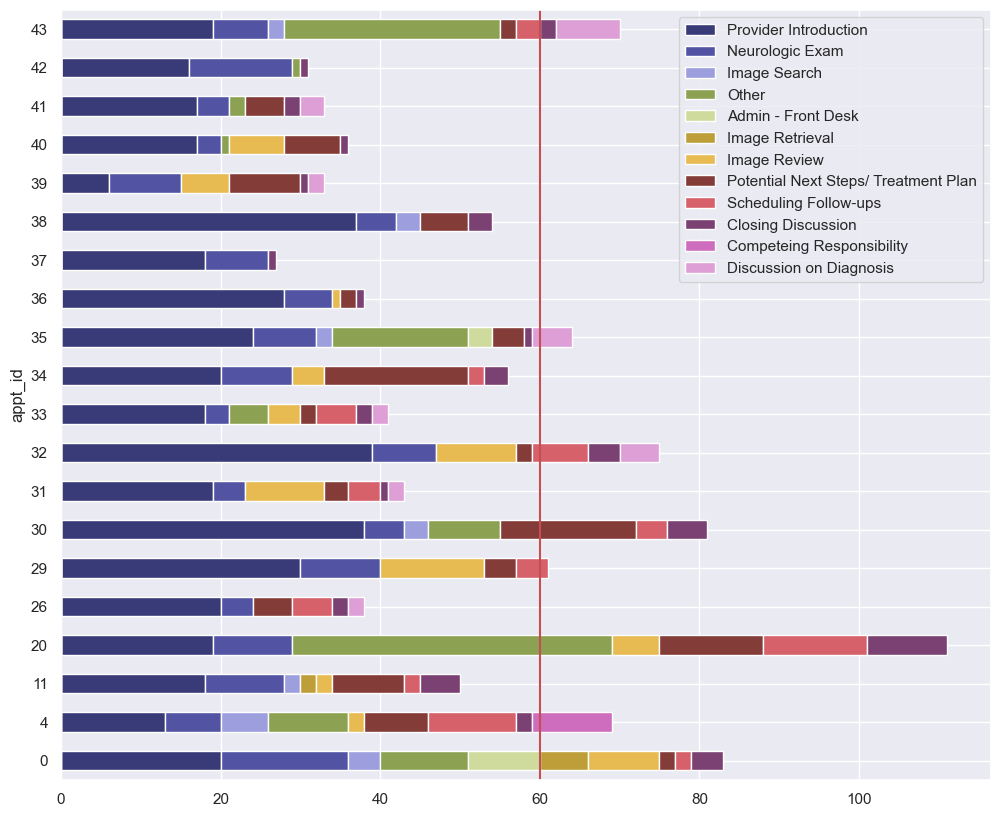 43
42
41
40
39
38
37
36
35
34
33
32
31
30
29
26
20
11
4
0
appt_id
0 20 40 60 80 100
Provider Introduction
Neurologic Exam
Image Search
Other
Admin - Front Desk
Image Retrieval
Image Review
Potential Next Steps/ Treatment Plan
Scheduling Follow-ups
Closing Discussion
Competeing Responsibility
Discussion on Diagnosis